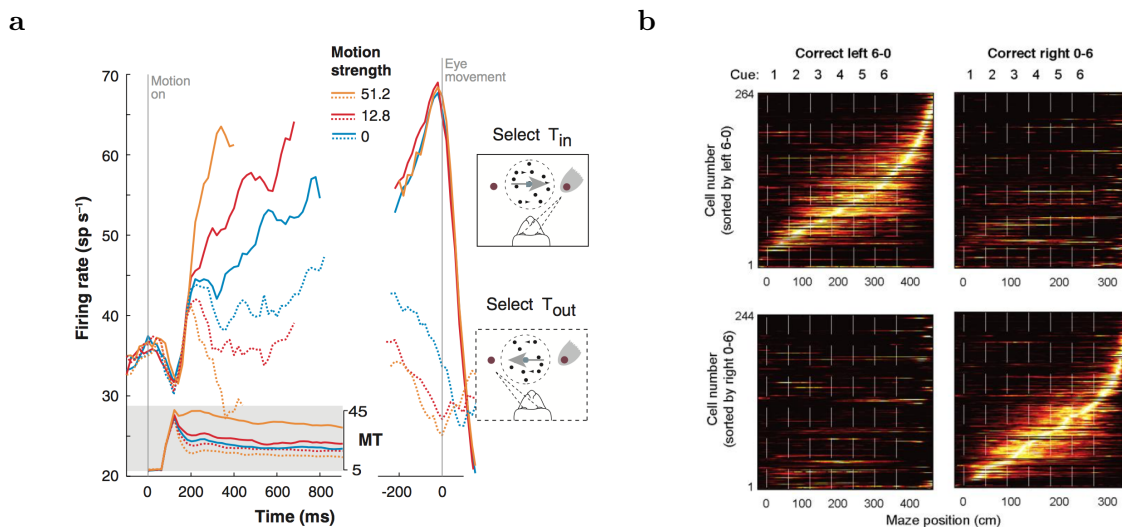 a
Motion
strength
51.2
12.8
0
Motion
on
Eye
movement
70
60
50
40
30
20
Firing rate (sp s⁻¹)
45
MT
5
0 200 400 600 800
-200 0
Time (ms)
Select Tin
Select Tout
b
Correct left 6-0
Correct right 0-6
Cue: 1 2 3 4 5 6
1 2 3 4 5 6
264
Cell number
(sorted by left 6-0)
1
0 100 200 300 400
0 100 200 300
244
Cell number
(sorted by right 0-6)
1
0 100 200 300 400
0 100 200 300
Maze position (cm)